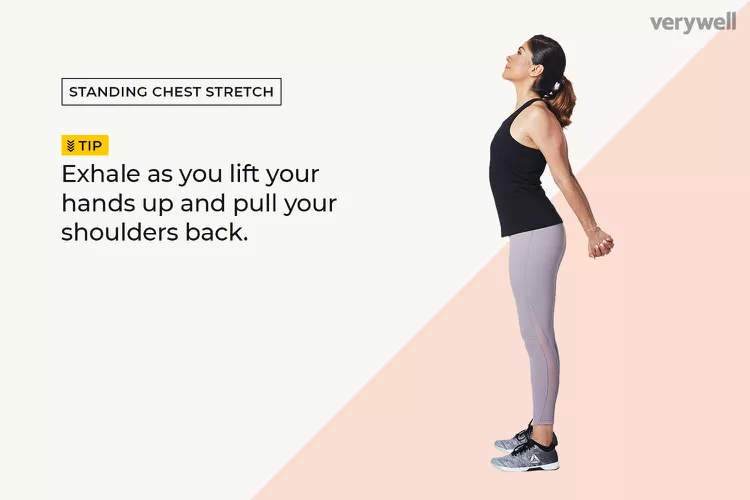 verywell
STANDING CHEST STRETCH
TIP
Exhale as you lift your
hands up and pull your
shoulders back.